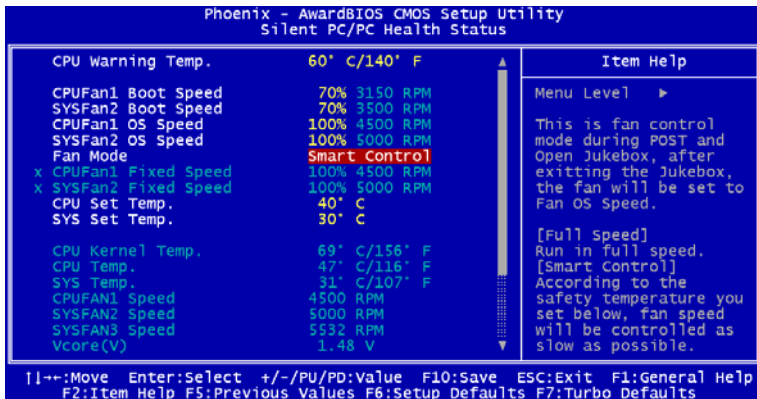 Phoenix - AwardBIOS CMOS Setup Utility
Silent PC/PC Health Status
CPU Warning Temp. 60° C/140° F
CPUFan1 Boot Speed 70% 3150 RPM
SYSFan2 Boot Speed 70% 3500 RPM
CPUFan1 OS Speed 100% 4500 RPM
SYSFan2 OS Speed 100% 5000 RPM
Fan Mode Smart Control
x CPUFan1 Fixed Speed 100% 4500 RPM
x SYSFan2 Fixed Speed 100% 5000 RPM
CPU Set Temp. 40° C
SYS Set Temp. 30° C
CPU Kernel Temp. 69° C/156° F
CPU Temp. 47° C/116° F
SYS Temp. 31° C/107° F
CPUFAN1 Speed 4500 RPM
SYSFAN2 Speed 5000 RPM
SYSFAN3 Speed 5532 RPM
Vcore(V) 1.48 V
Item Help
Menu Level ▶
This is fan control
mode during POST and
Open Jukebox, after
exitting the Jukebox,
the fan will be set to
Fan OS Speed.
[Full Speed]
Run in full speed.
[Smart Control]
According to the
safety temperature you
set below, fan speed
will be controlled as
slow as possible.
↑↓→←:Move Enter:Select +/-/PU/PD:Value F10:Save ESC:Exit F1:General Help
F2:Item Help F5:Previous Values F6:Setup Defaults F7:Turbo Defaults